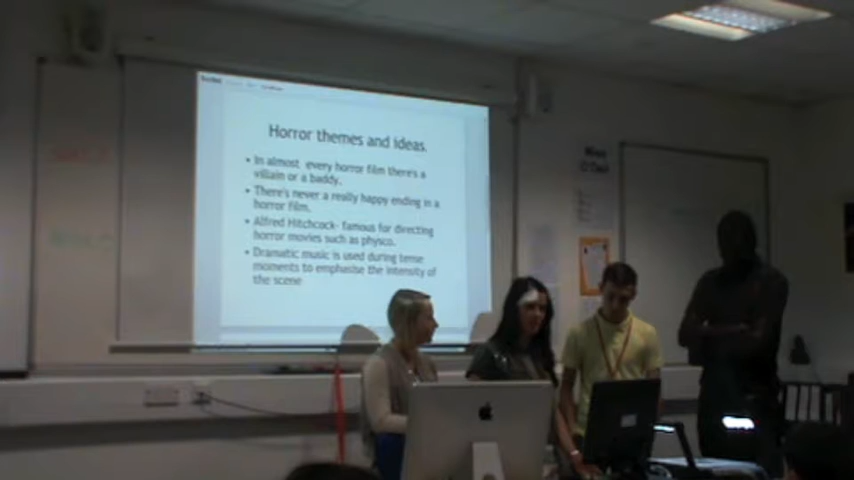 Horror themes and ideas.
• In almost every horror film there's a
villain or a baddy.
• There's never a really happy ending in a
horror film.
• Alfred Hitchcock- famous for directing
horror movies such as physco.
• Dramatic music is used during tense
moments to emphasise the intensity of
the scene